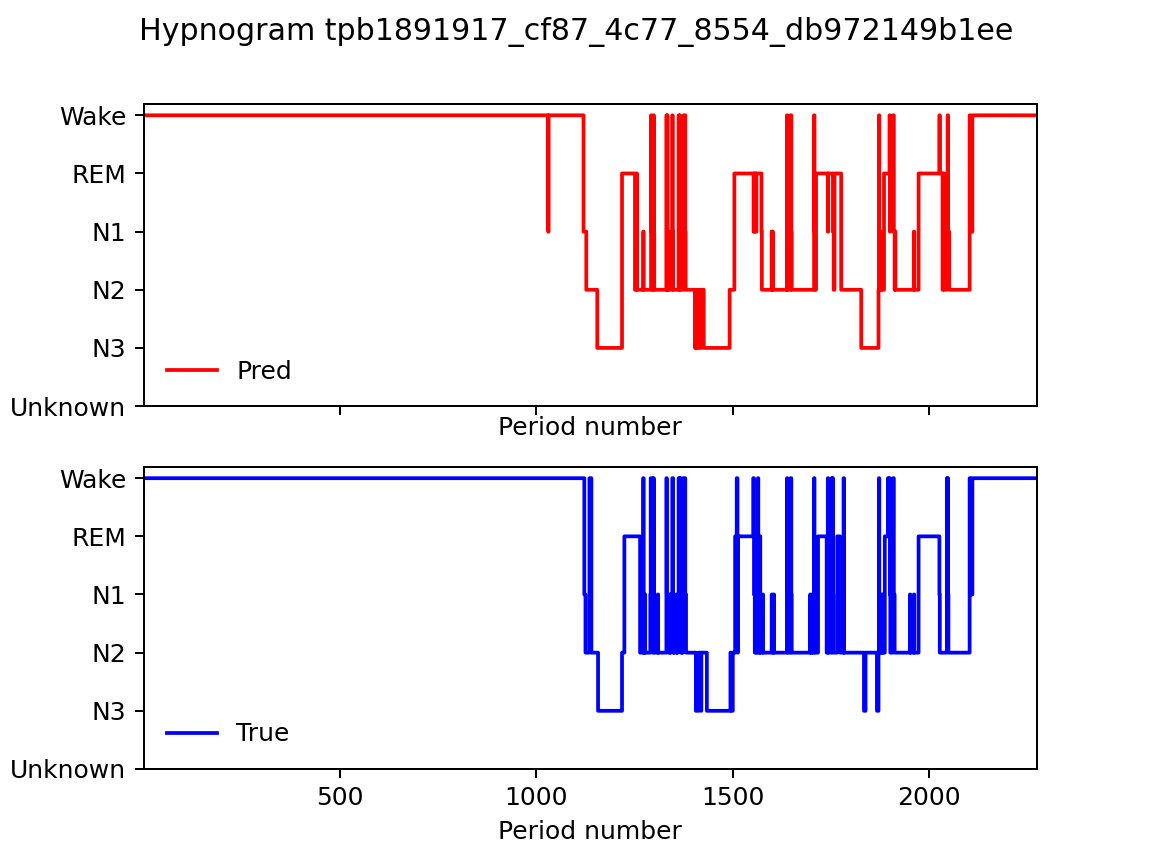 Hypnogram tpb1891917_cf87_4c77_8554_db972149b1ee
Wake
REM
N1
N2
N3
Unknown
Pred
Period number
Wake
REM
N1
N2
N3
Unknown
True
500 1000 1500 2000
Period number